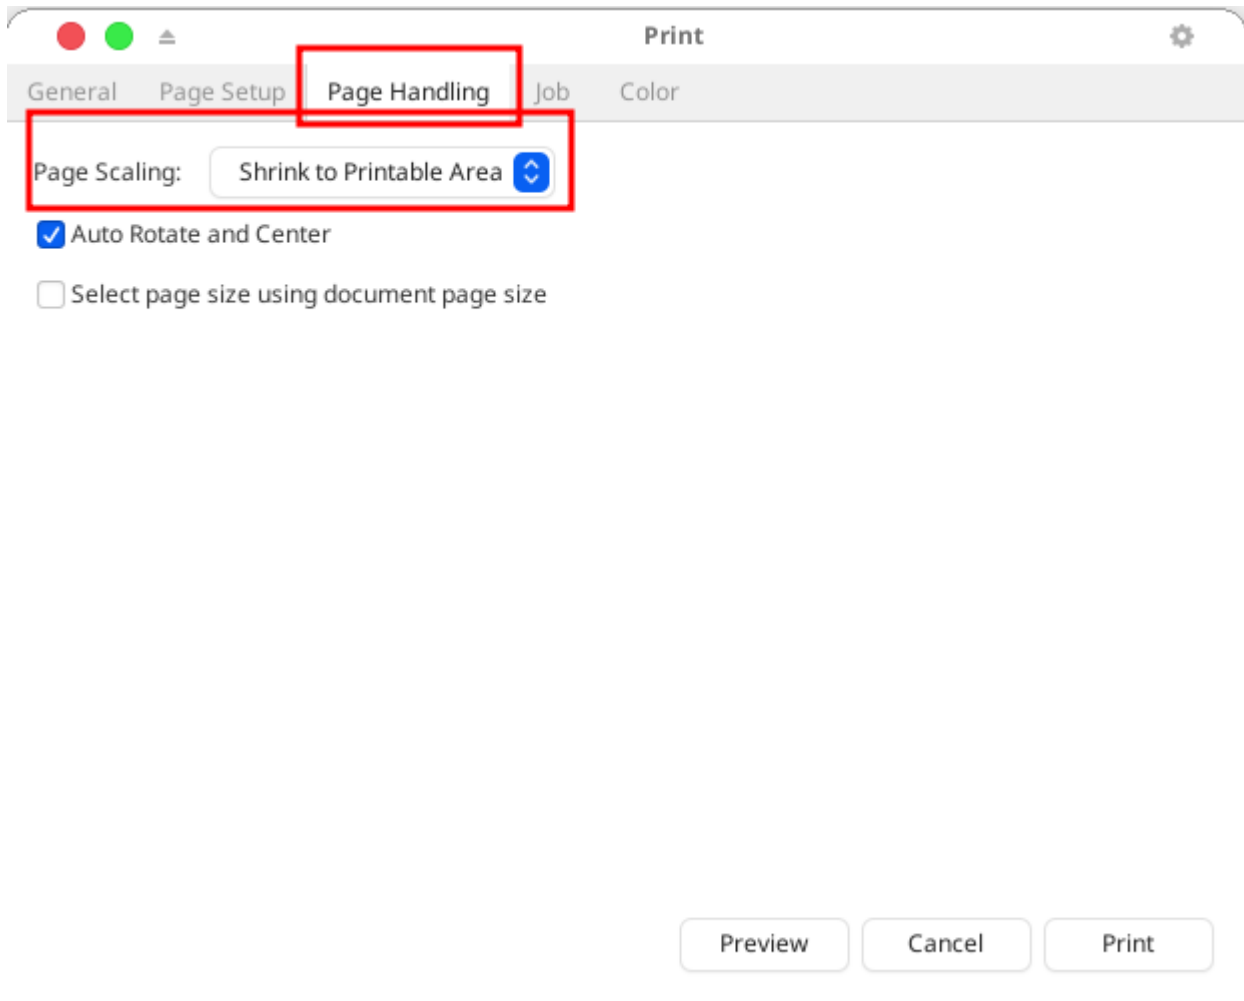 Print
General Page Setup Page Handling Job Color
Page Scaling: Shrink to Printable Area
Auto Rotate and Center
Select page size using document page size
Preview Cancel Print